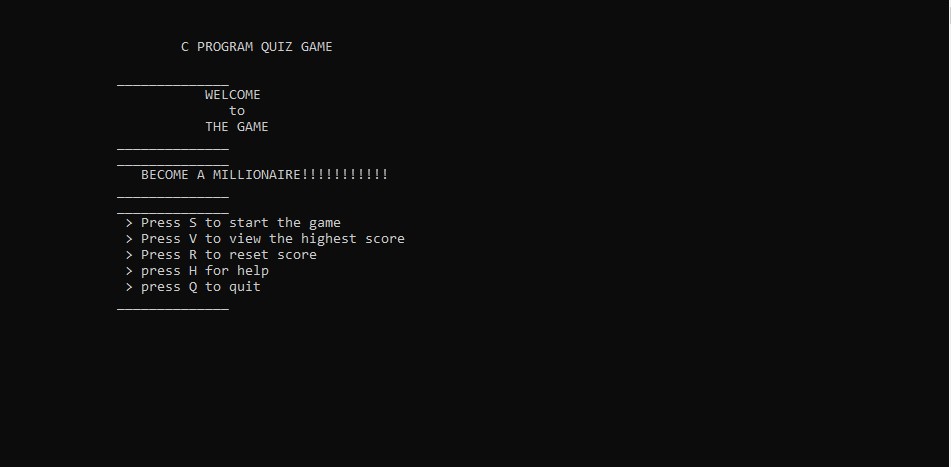 C PROGRAM QUIZ GAME
______________
WELCOME
to
THE GAME
______________
______________
BECOME A MILLIONAIRE!!!!!!!!!!!
______________
______________
> Press S to start the game
> Press V to view the highest score
> Press R to reset score
> press H for help
> press Q to quit
______________